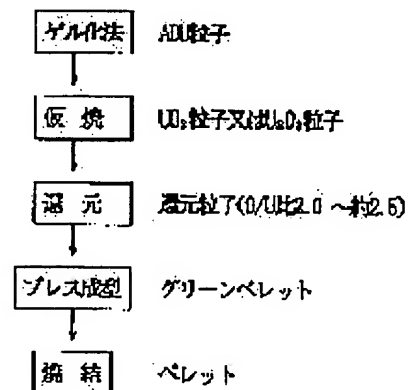 ゲル化法 ADU粒子
仮焼 UO₃粒子又はU₃O₈粒子
還元 還元粒子(O/U比2.0 ~約2.5)
プレス成型 グリーンペレット
焼結 ペレット